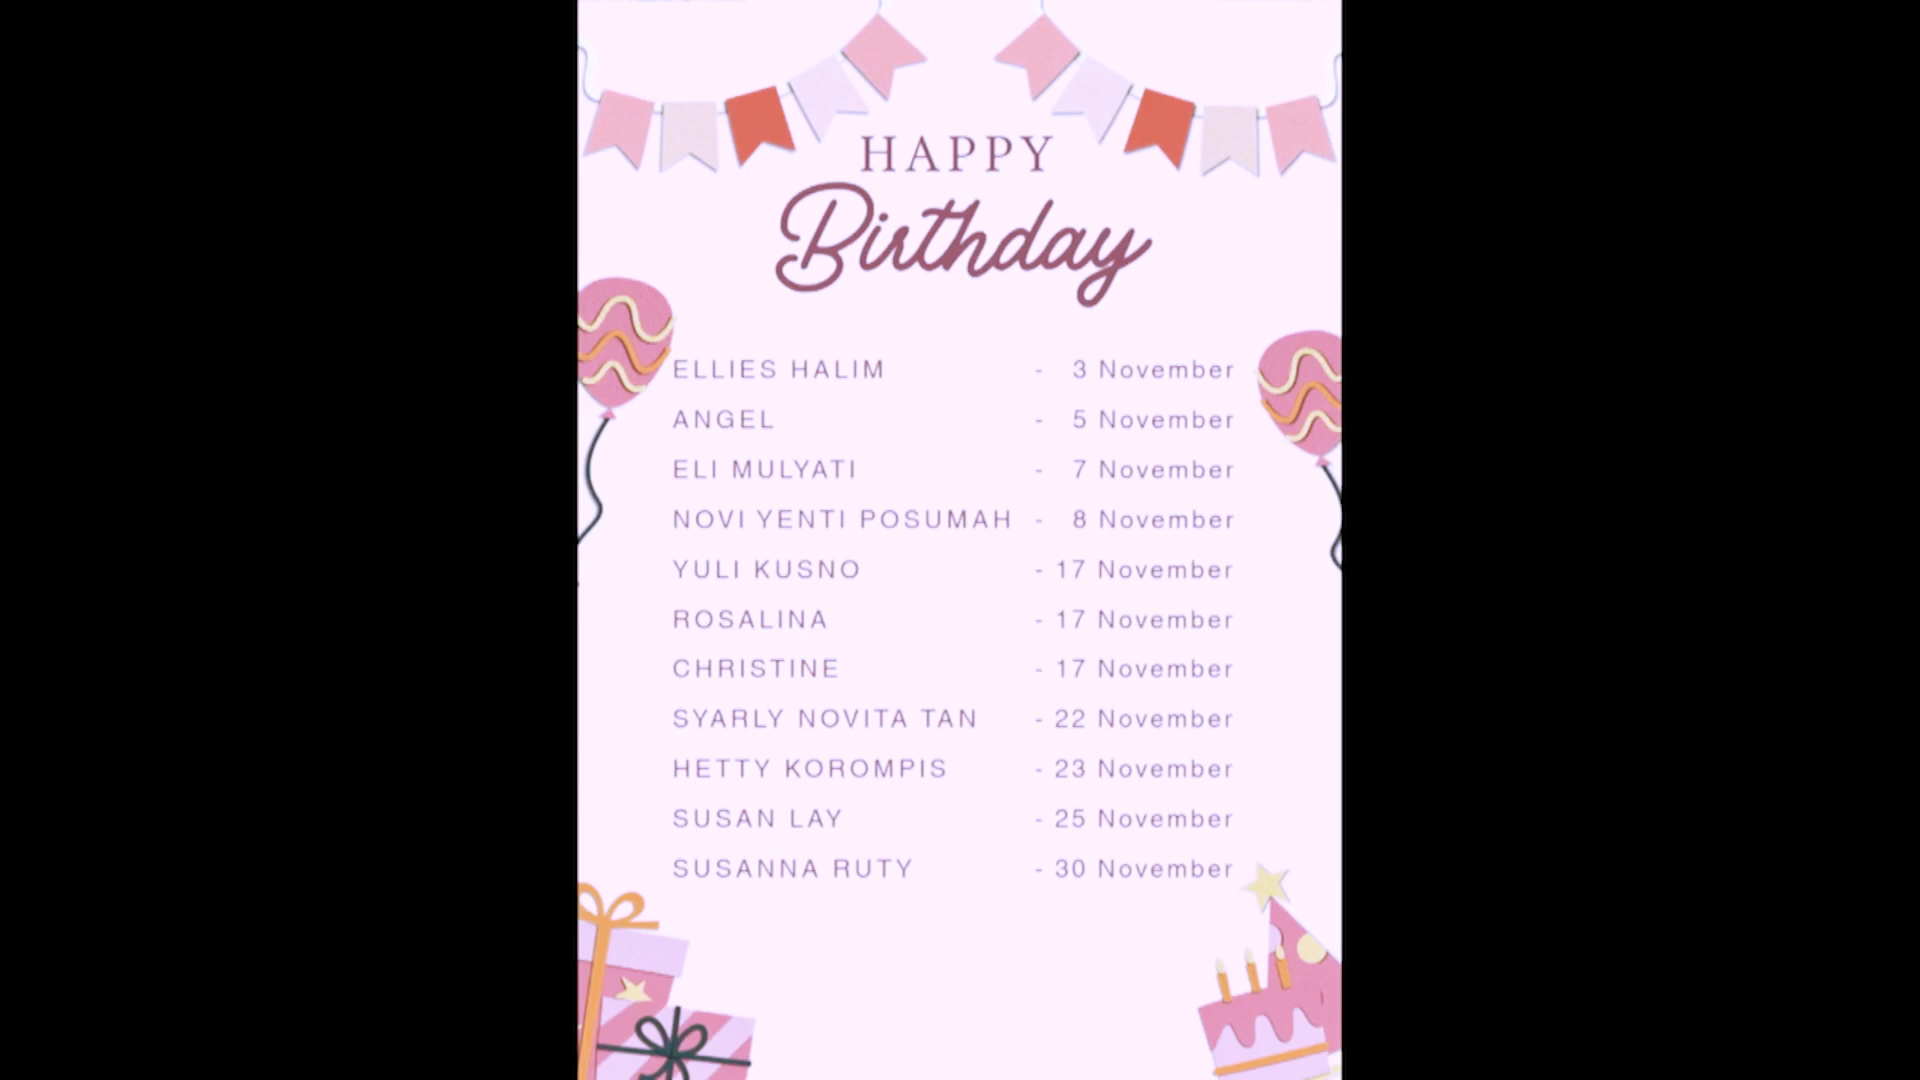 HAPPY
Birthday
ELLIES HALIM - 3 November
ANGEL - 5 November
ELI MULYATI - 7 November
NOVI YENTI POSUMAH - 8 November
YULI KUSNO - 17 November
ROSALINA - 17 November
CHRISTINE - 17 November
SYARLY NOVITA TAN - 22 November
HETTY KOROMPIS - 23 November
SUSAN LAY - 25 November
SUSANNA RUTY - 30 November